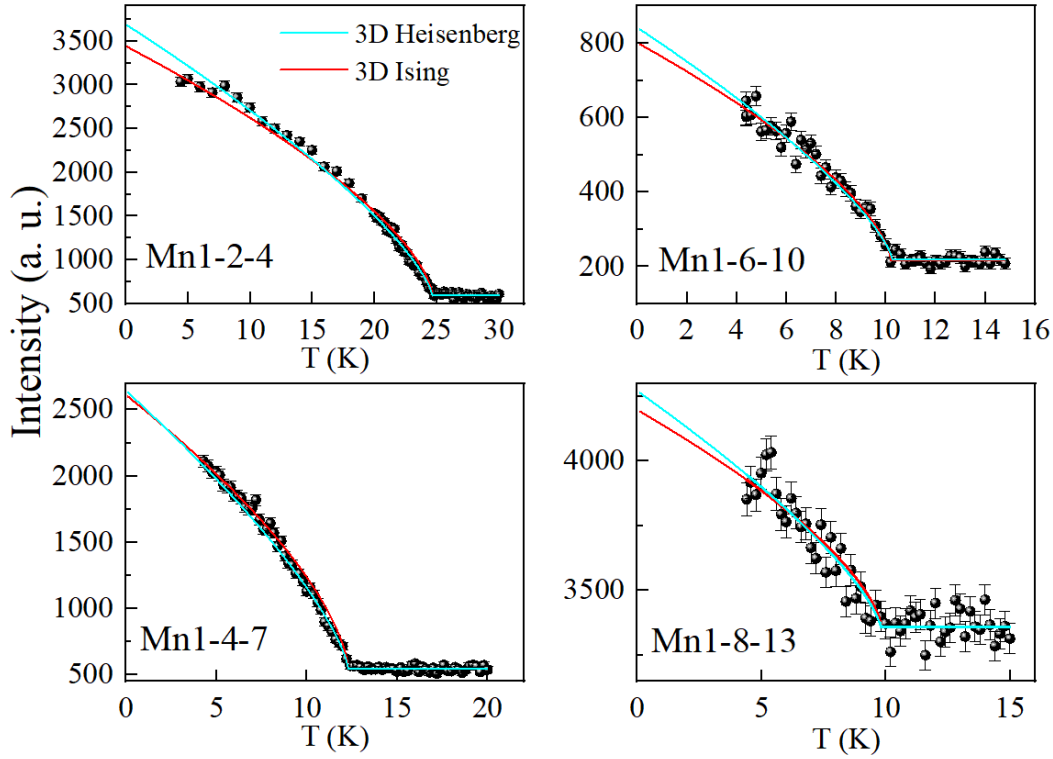 3D Heisenberg
3D Ising
3500
3000
2500
2000
1500
1000
500
Mn1-2-4
0 5 10 15 20 25 30
T (K)
800
600
400
200
Mn1-6-10
0 2 4 6 8 10 12 14 16
T (K)
Intensity (a. u.)
2500
2000
1500
1000
500
Mn1-4-7
0 5 10 15 20
T (K)
4000
3500
Mn1-8-13
0 5 10 15
T (K)